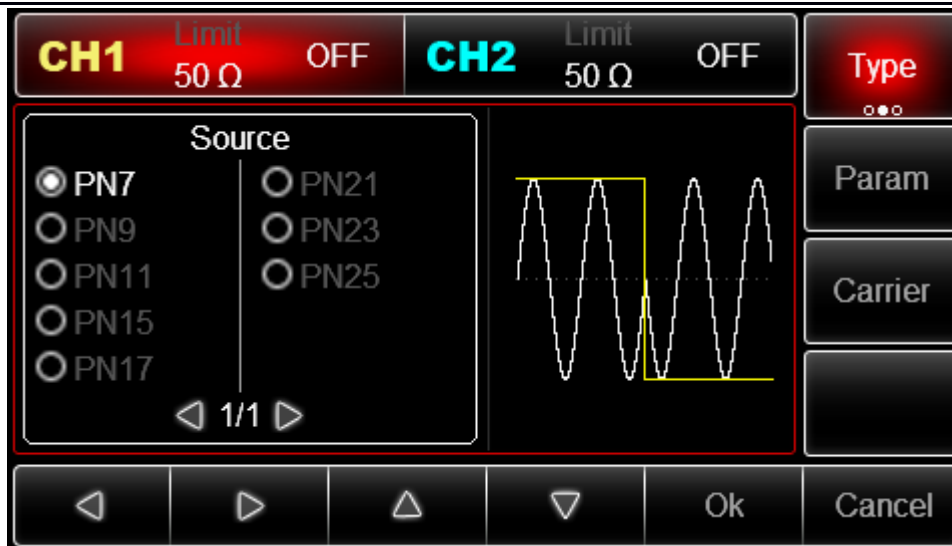 CH1 Limit 50 Ω OFF
CH2 Limit 50 Ω OFF
Type
Source
PN7
PN9
PN11
PN15
PN17
PN21
PN23
PN25
1/1
Param
Carrier
Ok
Cancel